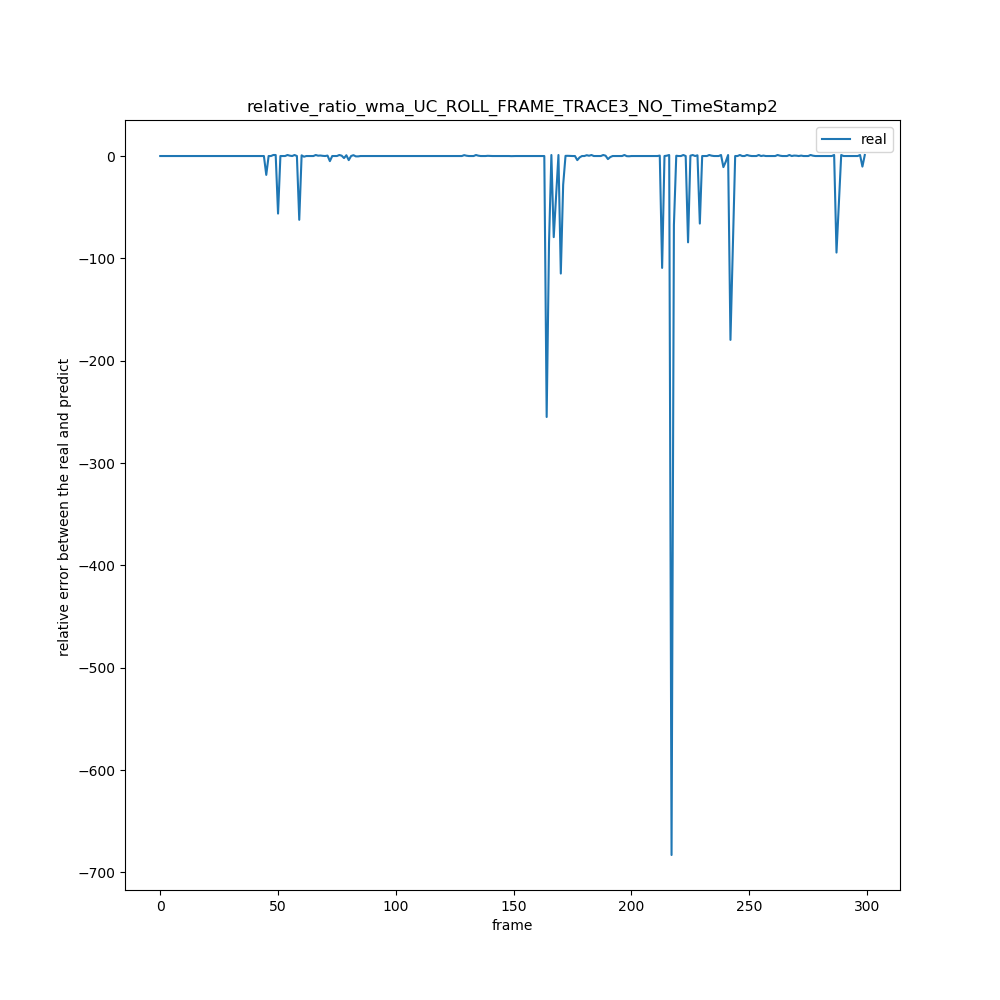 relative_ratio_wma_UC_ROLL_FRAME_TRACE3_NO_TimeStamp2
real
0
−100
−200
−300
−400
−500
−600
−700
relative error between the real and predict
0 50 100 150 200 250 300
frame